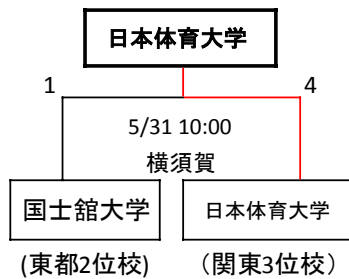 日本体育大学
1 4
5/31 10:00
横須賀
国士舘大学 日本体育大学
(東都2位校) （関東3位校）